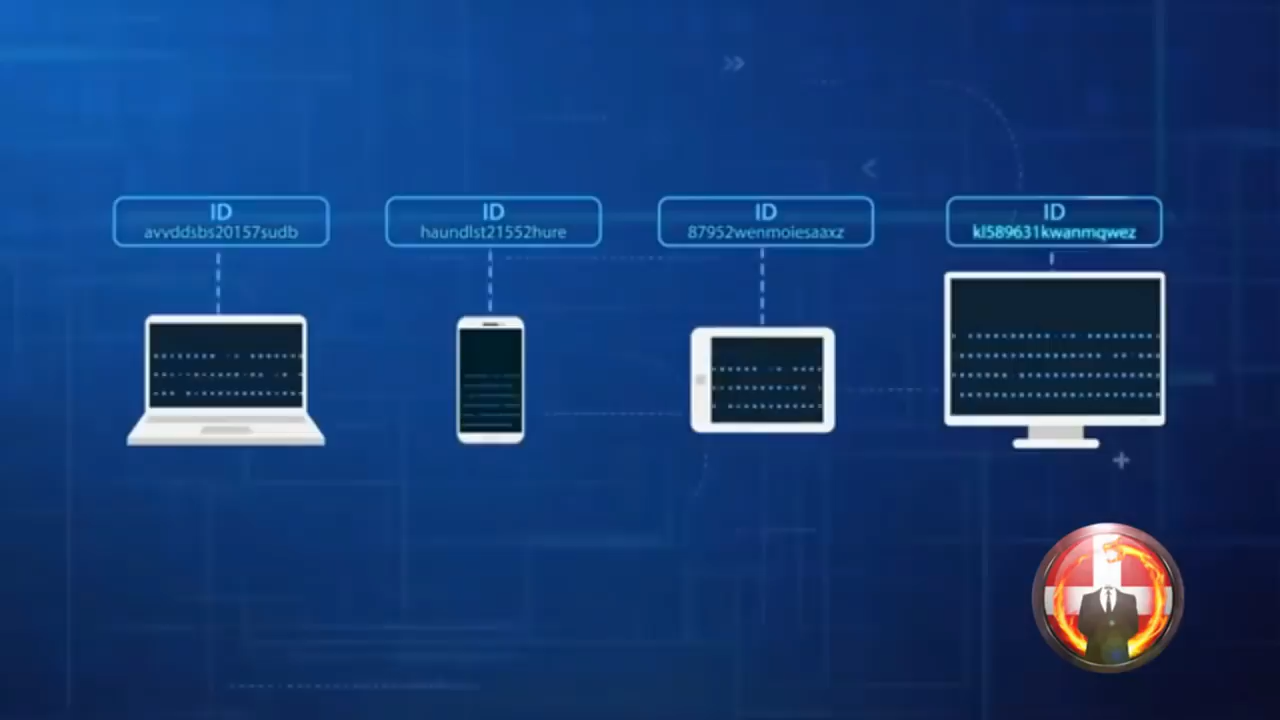 ID
avvddsbs20157sudb
ID
haundlst21552hure
ID
87952wenmoiesaaxz
ID
kl589631kwanmqwez